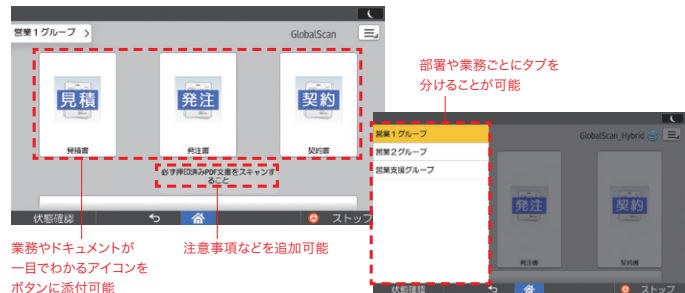 営業1グループ
GlobalScan
見積
発注
契約
見積書
発注書
契約書
必ず押印済みPDF文書をスキャンす
ること
状態確認
ストップ
業務やドキュメントが
一目でわかるアイコンを
ボタンに添付可能
注意事項などを追加可能
部署や業務ごとにタブを
分けることが可能
営業1グループ
営業2グループ
営業支援グループ
GlobalScan_Hybrid
発注
契約
発注書
契約書
状態確認
ストップ